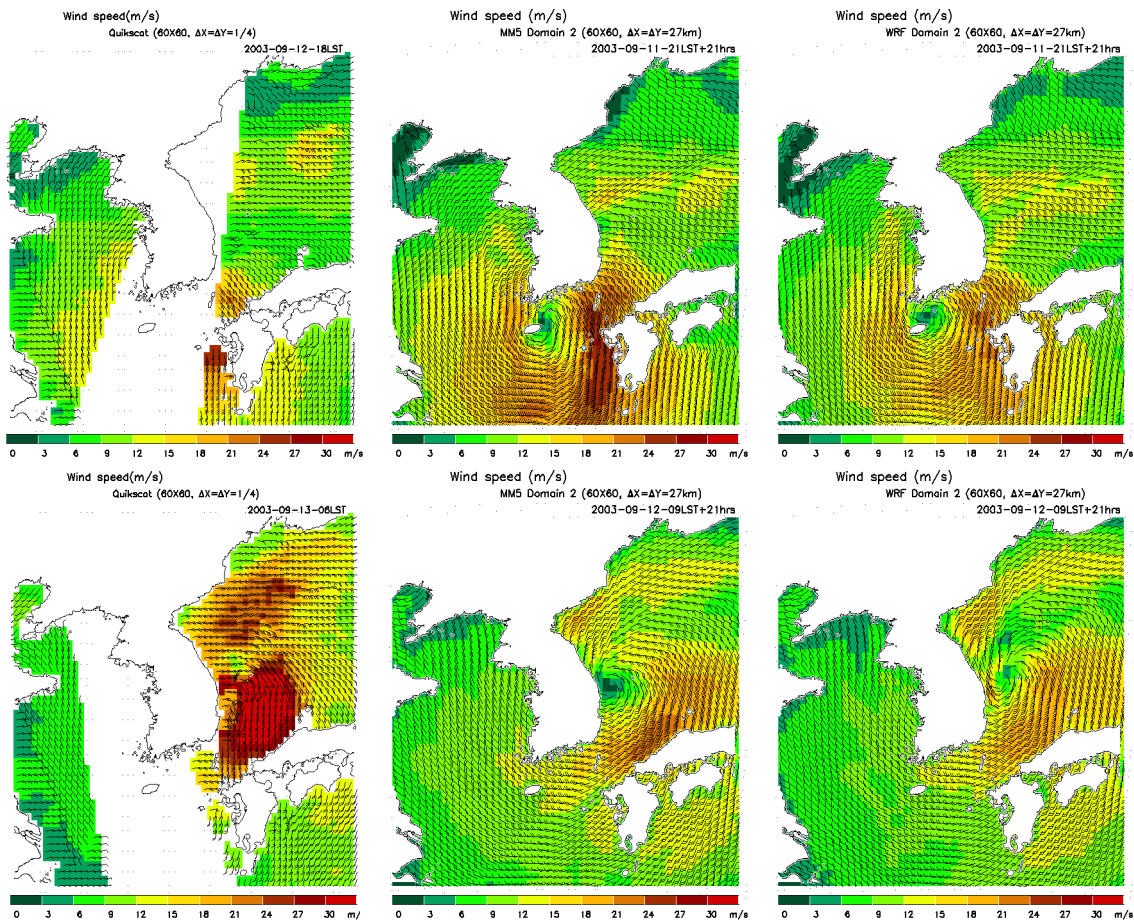 Wind speed(m/s)
Quikscat (60X60, ΔX=ΔY=1/4)
2003-09-12-18LST
0 3 6 9 12 15 18 21 24 27 30 m/s
Wind speed (m/s)
MM5 Domain 2 (60X60, ΔX=ΔY=27km)
2003-09-11-21LST+21hrs
0 3 6 9 12 15 18 21 24 27 30 m/s
Wind speed (m/s)
WRF Domain 2 (60X60, ΔX=ΔY=27km)
2003-09-11-21LST+21hrs
0 3 6 9 12 15 18 21 24 27 30 m/s
Wind speed(m/s)
Quikscat (60X60, ΔX=ΔY=1/4)
2003-09-13-06LST
0 3 6 9 12 15 18 21 24 27 30 m/
Wind speed (m/s)
MM5 Domain 2 (60X60, ΔX=ΔY=27km)
2003-09-12-09LST+21hrs
0 3 6 9 12 15 18 21 24 27 30 m/s
Wind speed (m/s)
WRF Domain 2 (60X60, ΔX=ΔY=27km)
2003-09-12-09LST+21hrs
0 3 6 9 12 15 18 21 24 27 30 m/s